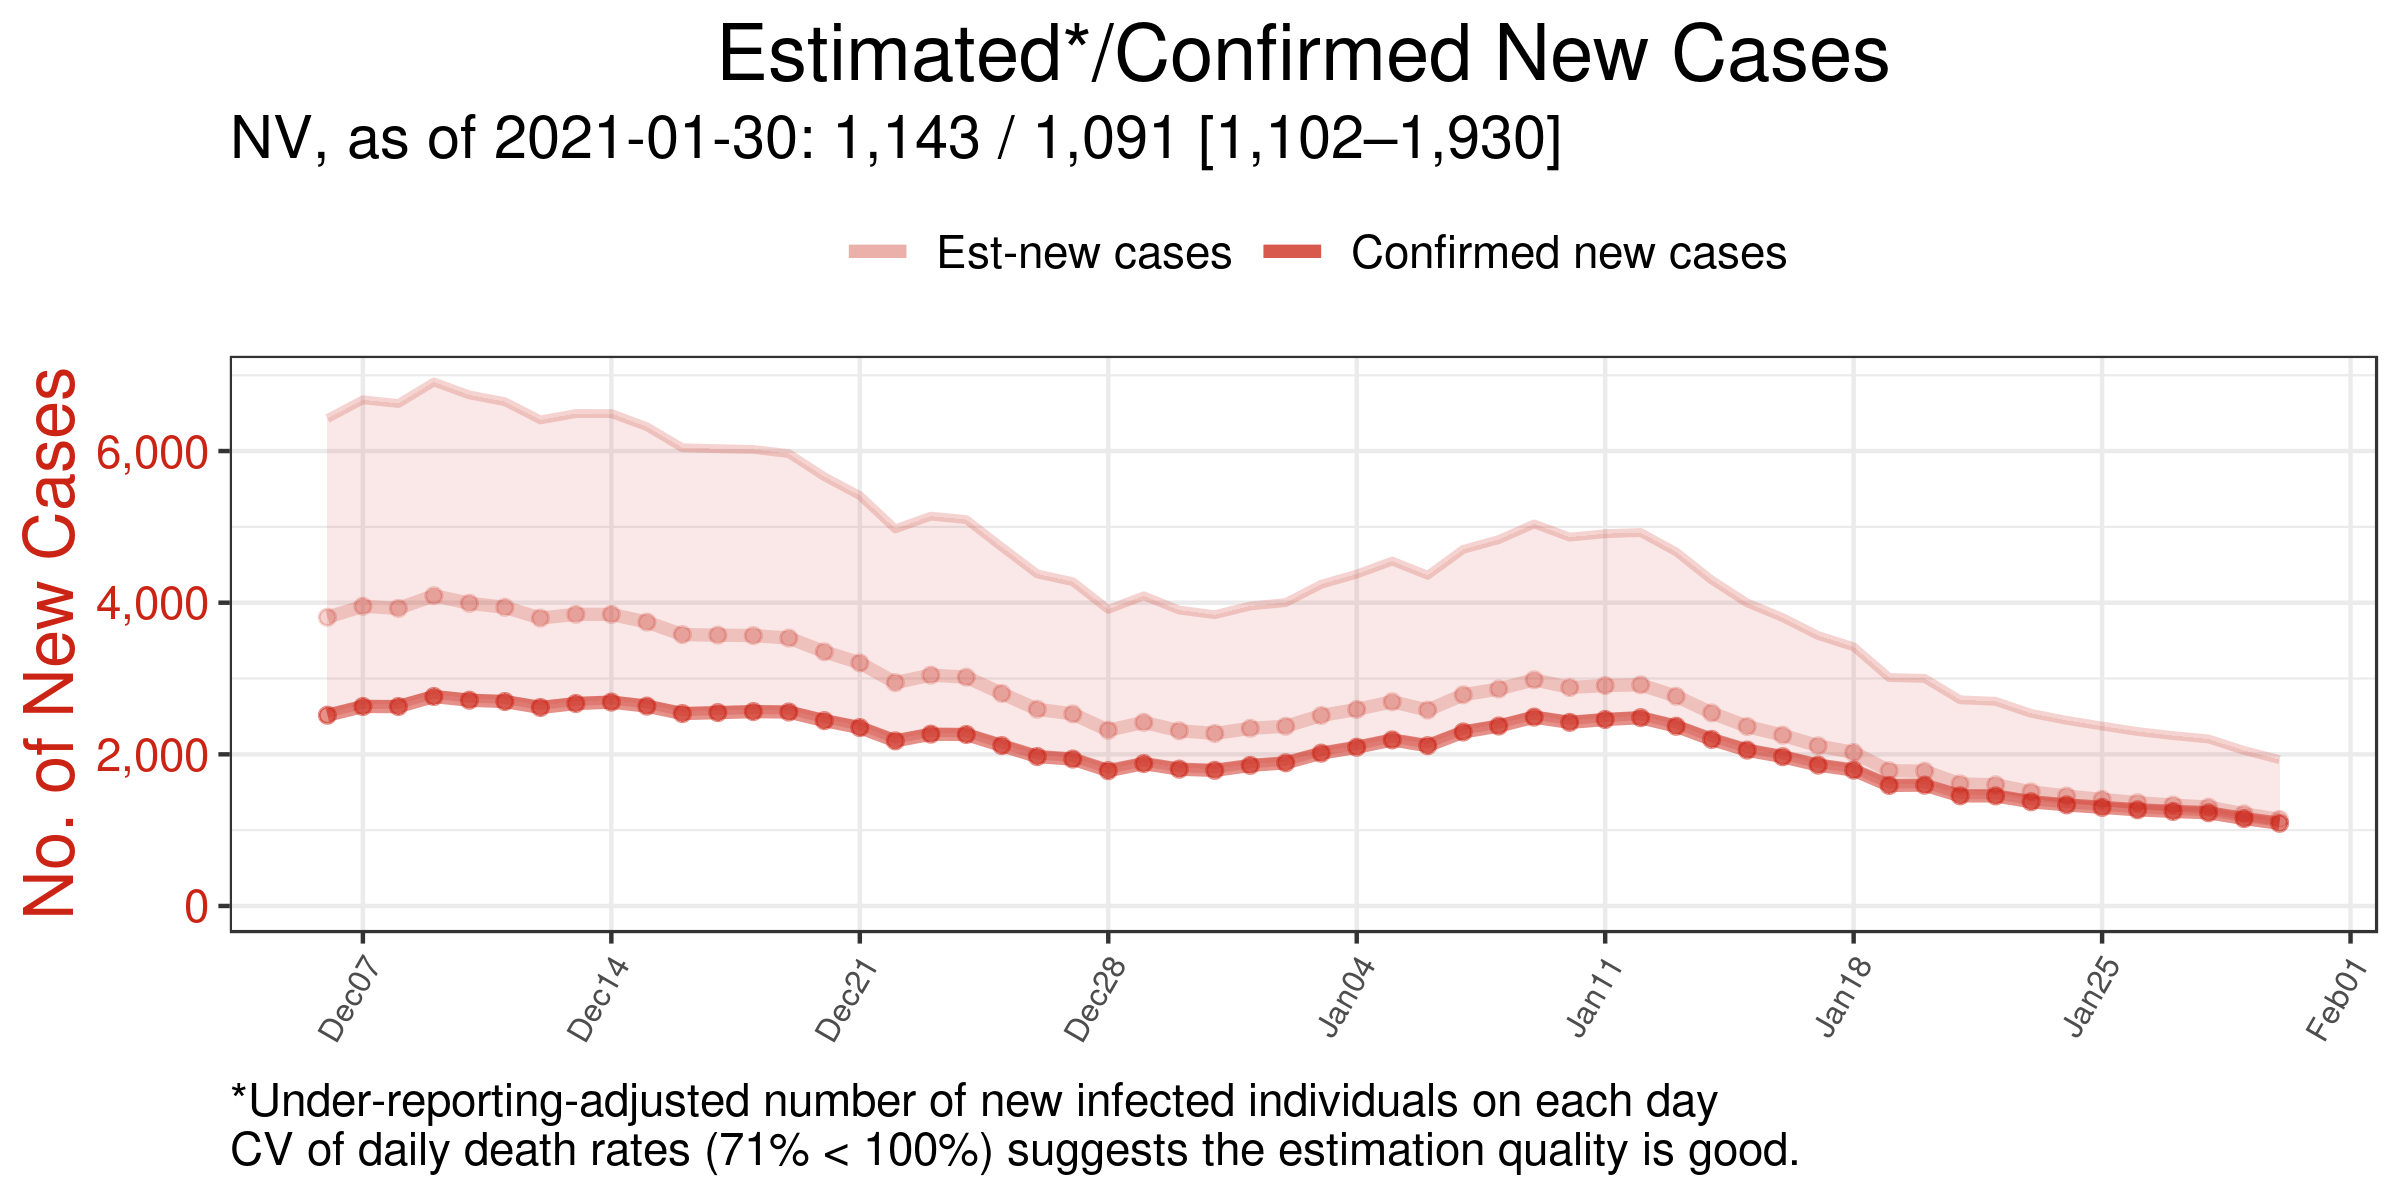 Estimated*/Confirmed New Cases
NV, as of 2021-01-30: 1,143 / 1,091 [1,102–1,930]
Est-new cases
Confirmed new cases
No. of New Cases
6,000
4,000
2,000
0
Dec07
Dec14
Dec21
Dec28
Jan04
Jan11
Jan18
Jan25
Feb01
*Under-reporting-adjusted number of new infected individuals on each day
CV of daily death rates (71% < 100%) suggests the estimation quality is good.